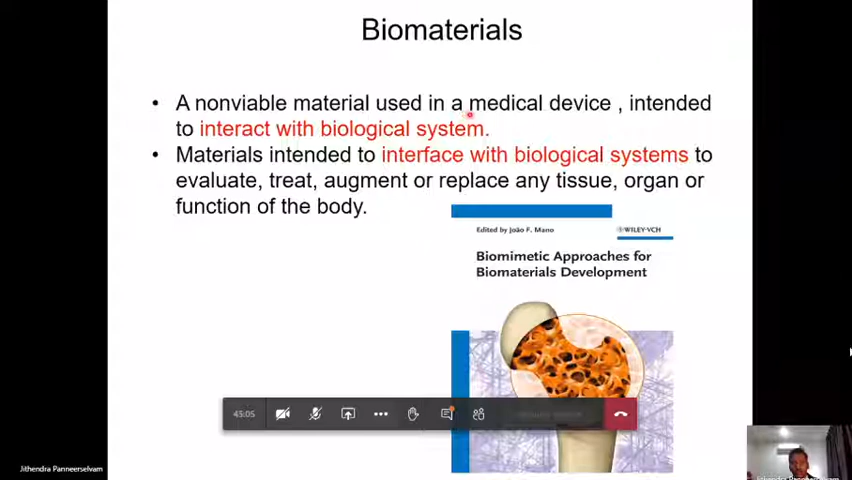 Biomaterials
• A nonviable material used in a medical device , intended
to interact with biological system.
• Materials intended to interface with biological systems to
evaluate, treat, augment or replace any tissue, organ or
function of the body.
Edited by João F. Mano
WILEY-VCH
Biomimetic Approaches for
Biomaterials Development
45:05
Jithendra Panneerselvam
Jithendra Panneerselvam